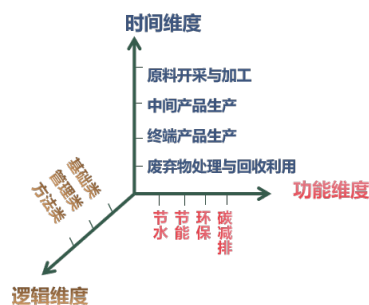 时间维度
原料开采与加工
中间产品生产
终端产品生产
废弃物处理与回收利用
功能维度
节水
节能
环保
碳减排
基础类
管理类
方法类
逻辑维度